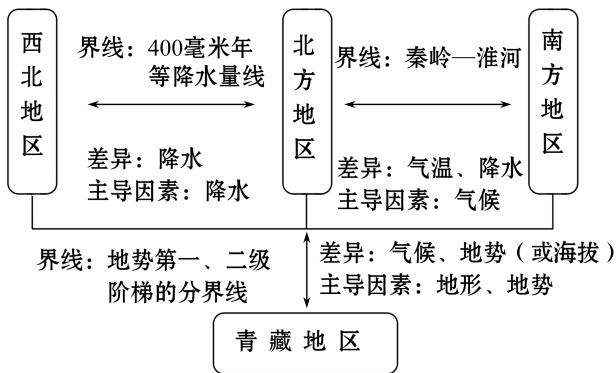 西北地区
界线：400毫米年
等降水量线
差异：降水
主导因素：降水
北方地区
界线：秦岭—淮河
差异：气温、降水
主导因素：气候
南方地区
界线：地势第一、二级
阶梯的分界线
差异：气候、地势（或海拔）
主导因素：地形、地势
青藏地区